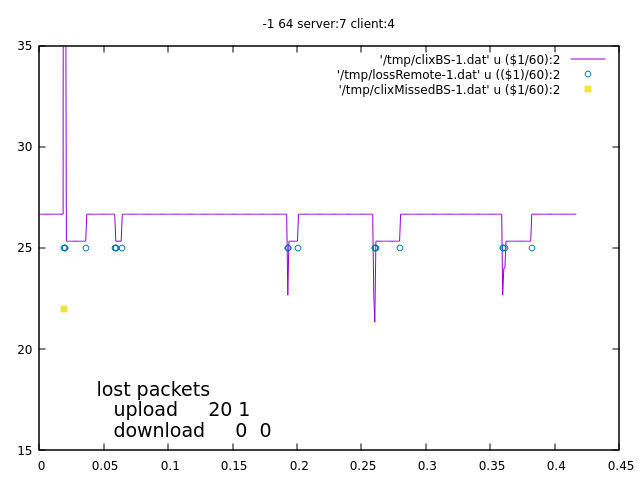 -1 64 server:7 client:4
'/tmp/clixBS-1.dat' u ($1/60):2
'/tmp/lossRemote-1.dat' u (($1)/60):2
'/tmp/clixMissedBS-1.dat' u ($1/60):2
35
30
25
20
15
lost packets
upload 20 1
download 0 0
0 0.05 0.1 0.15 0.2 0.25 0.3 0.35 0.4 0.45